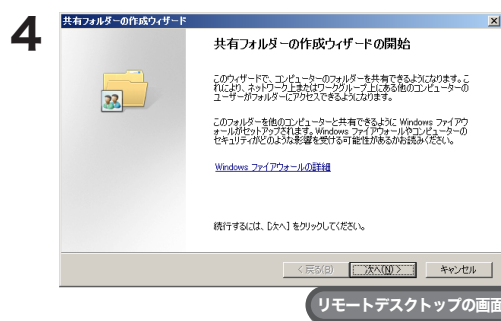 4
共有フォルダーの作成ウィザード
共有フォルダーの作成ウィザードの開始
このウィザードで、コンピューターのフォルダーを共有できるようになります。こ
れにより、ネットワーク上またはワークグループ上にある他のコンピューターの
ユーザーがフォルダーにアクセスできるようになります。
このフォルダーを他のコンピューターと共有できるように Windows ファイアウ
ォールがセットアップされます。Windows ファイアウォールやコンピューターの
セキュリティがどのような影響を受ける可能性があるかお読みください。
Windows ファイアウォールの詳細
続行するには、[次へ] をクリックしてください。
< 戻る(B)
次へ(N) >
キャンセル
リモートデスクトップの画面